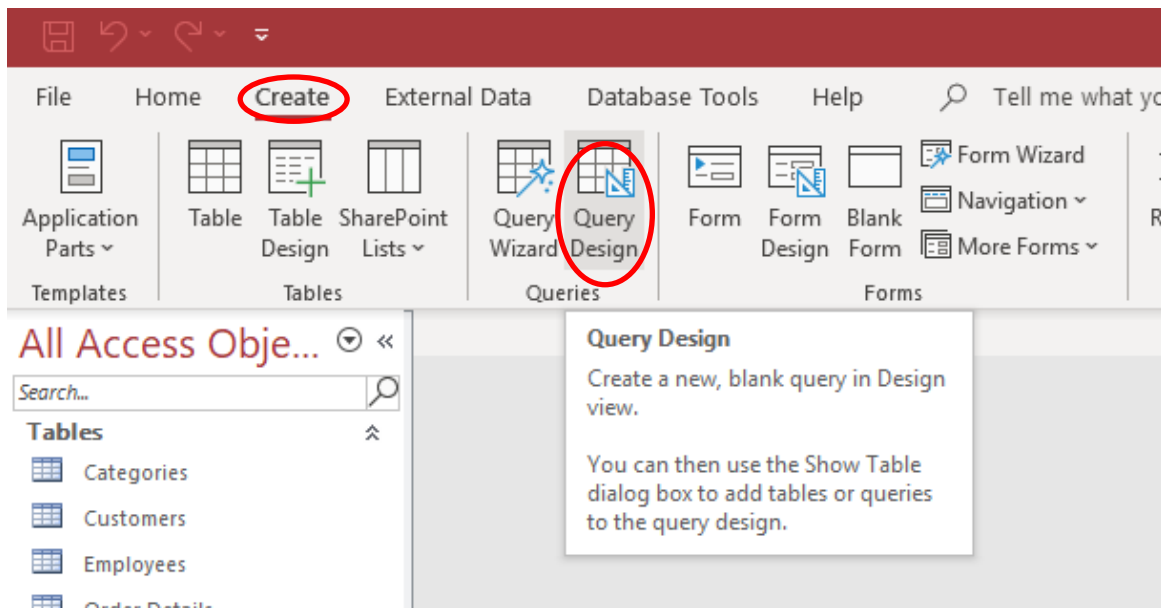 File Home Create External Data Database Tools Help Tell me what
Application Parts
Table
Table Design
SharePoint Lists
Query Wizard
Query Design
Form
Form Design
Blank Form
Form Wizard
Navigation
More Forms
Templates Tables Queries Forms
All Access Obje...
Search...
Tables
Categories
Customers
Employees
Order Details
Query Design
Create a new, blank query in Design
view.
You can then use the Show Table
dialog box to add tables or queries
to the query design.